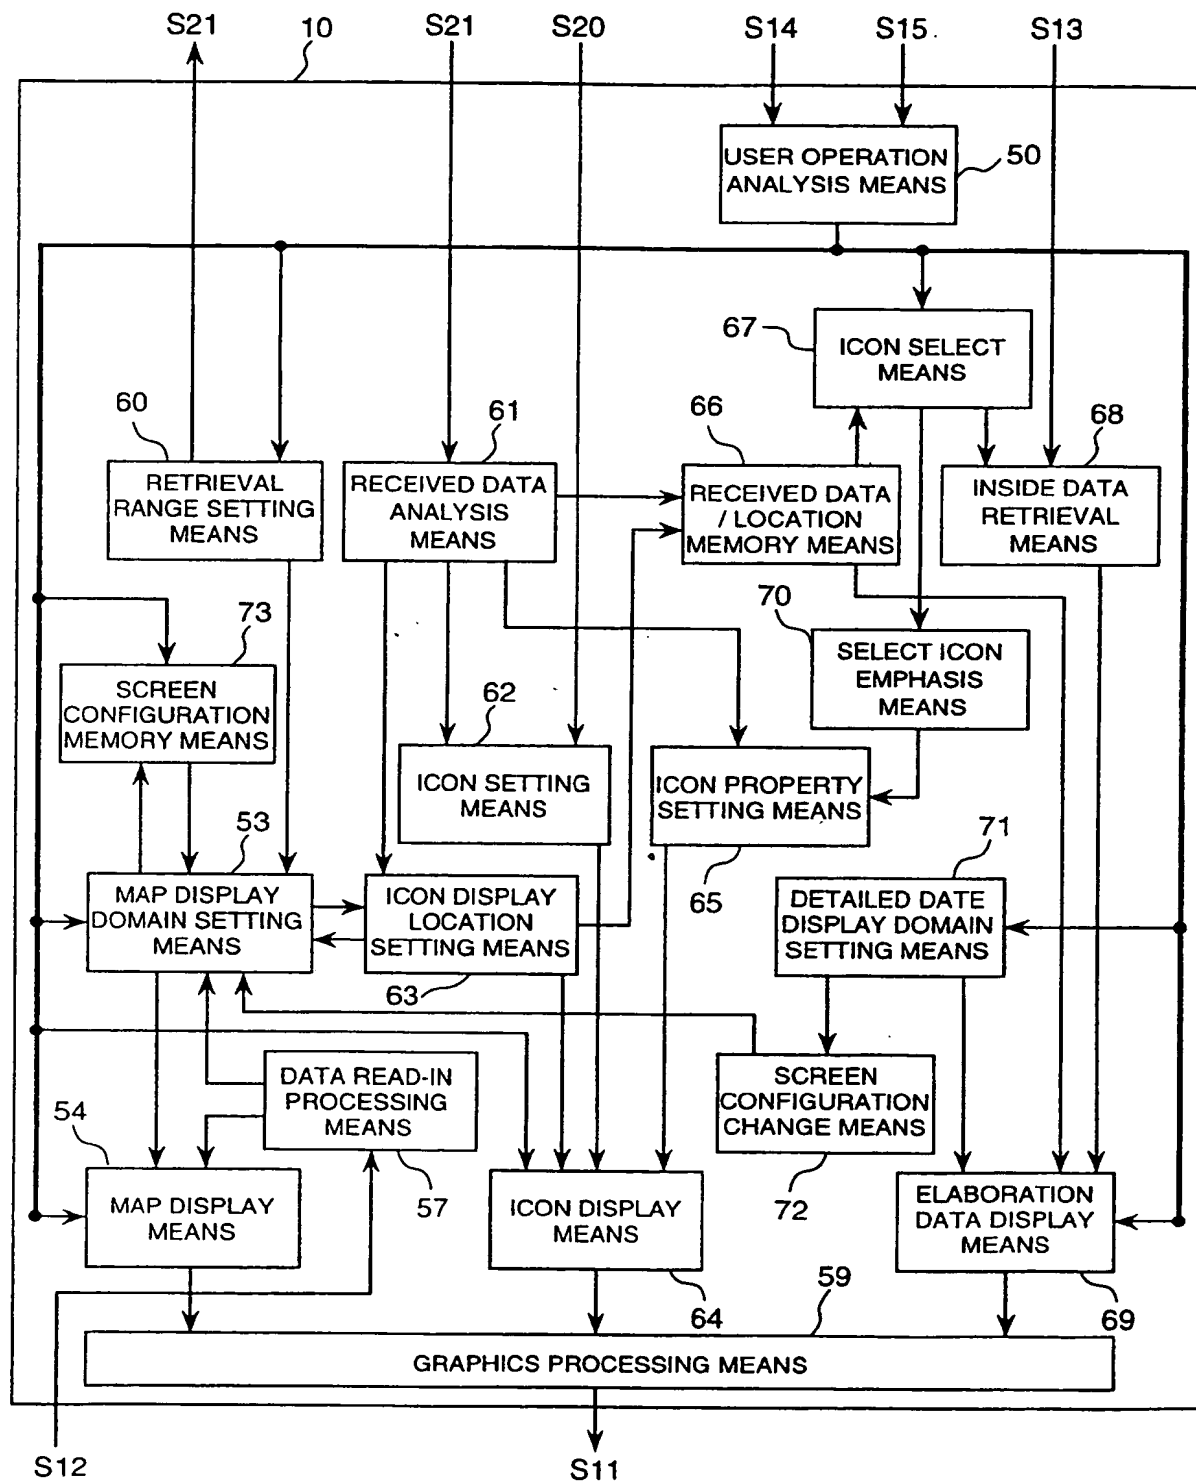 S21
10
S21
S20
S14
S15
S13
USER OPERATION
ANALYSIS MEANS
50
67
ICON SELECT
MEANS
60
61
66
68
RETRIEVAL
RANGE SETTING
MEANS
RECEIVED DATA
ANALYSIS
MEANS
RECEIVED DATA
/ LOCATION
MEMORY MEANS
INSIDE DATA
RETRIEVAL
MEANS
73
70
SCREEN
CONFIGURATION
MEMORY MEANS
62
SELECT ICON
EMPHASIS
MEANS
ICON SETTING
MEANS
ICON PROPERTY
SETTING MEANS
53
65
71
MAP DISPLAY
DOMAIN SETTING
MEANS
ICON DISPLAY
LOCATION
SETTING MEANS
DETAILED DATE
DISPLAY DOMAIN
SETTING MEANS
63
54
DATA READ-IN
PROCESSING
MEANS
SCREEN
CONFIGURATION
CHANGE MEANS
57
72
MAP DISPLAY
MEANS
ICON DISPLAY
MEANS
ELABORATION
DATA DISPLAY
MEANS
64
59
69
GRAPHICS PROCESSING MEANS
S12
S11